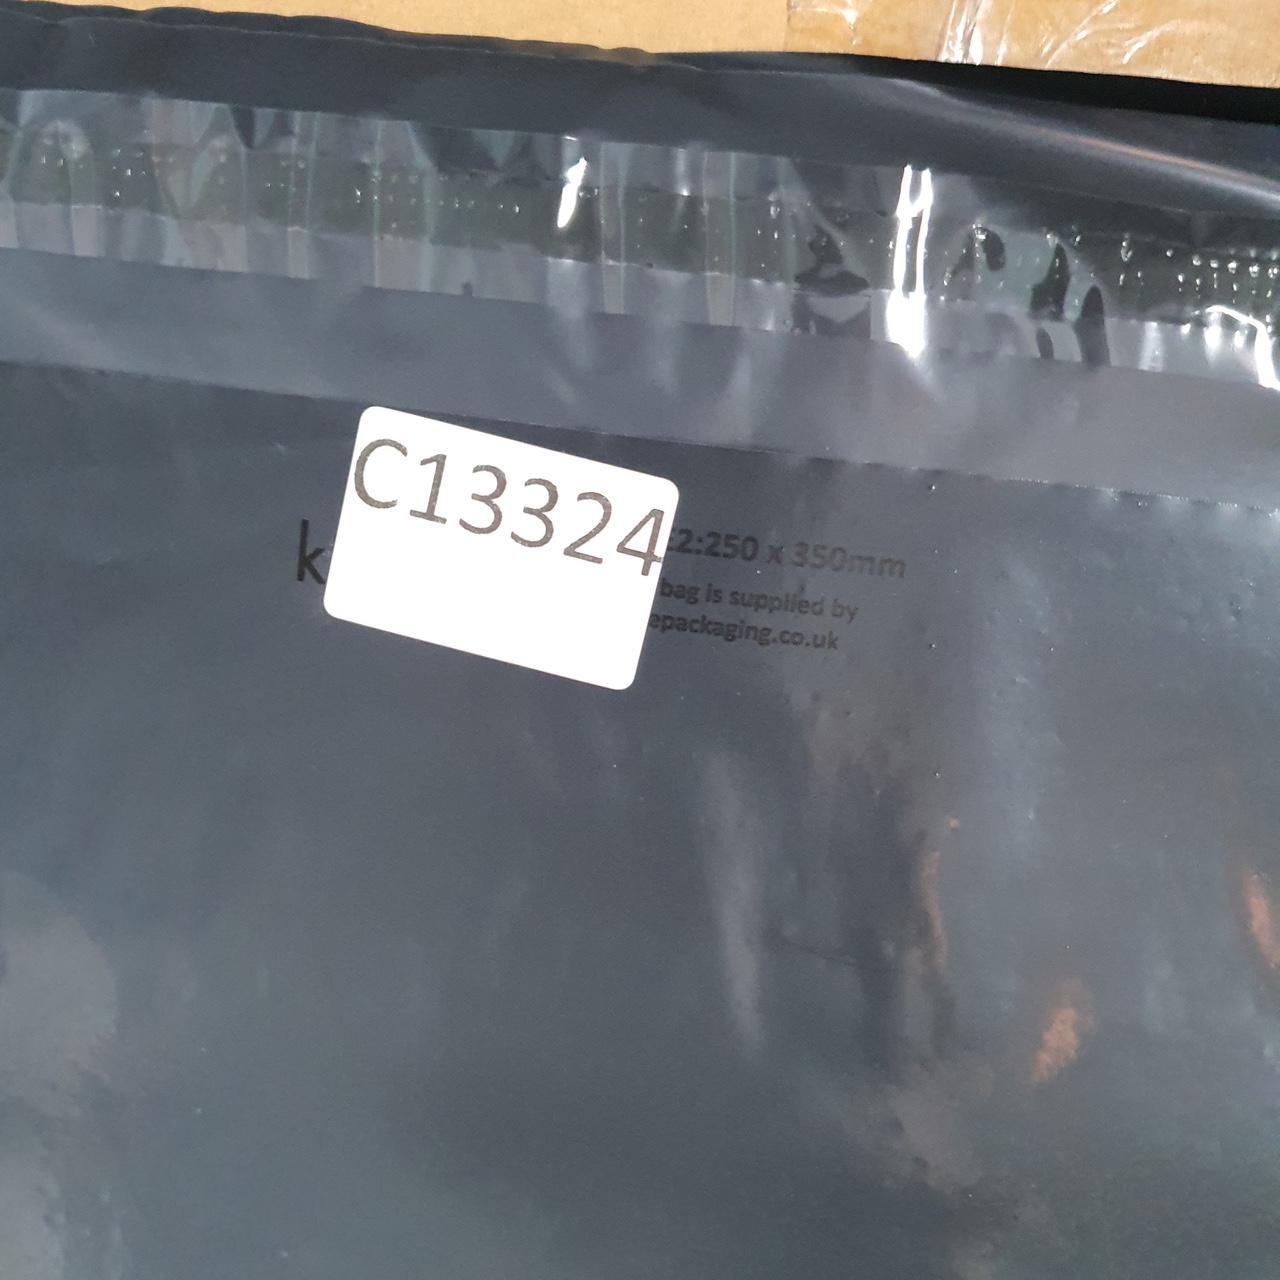 C13324
k
2:250 x 350mm
bag is supplied by
epackaging.co.uk